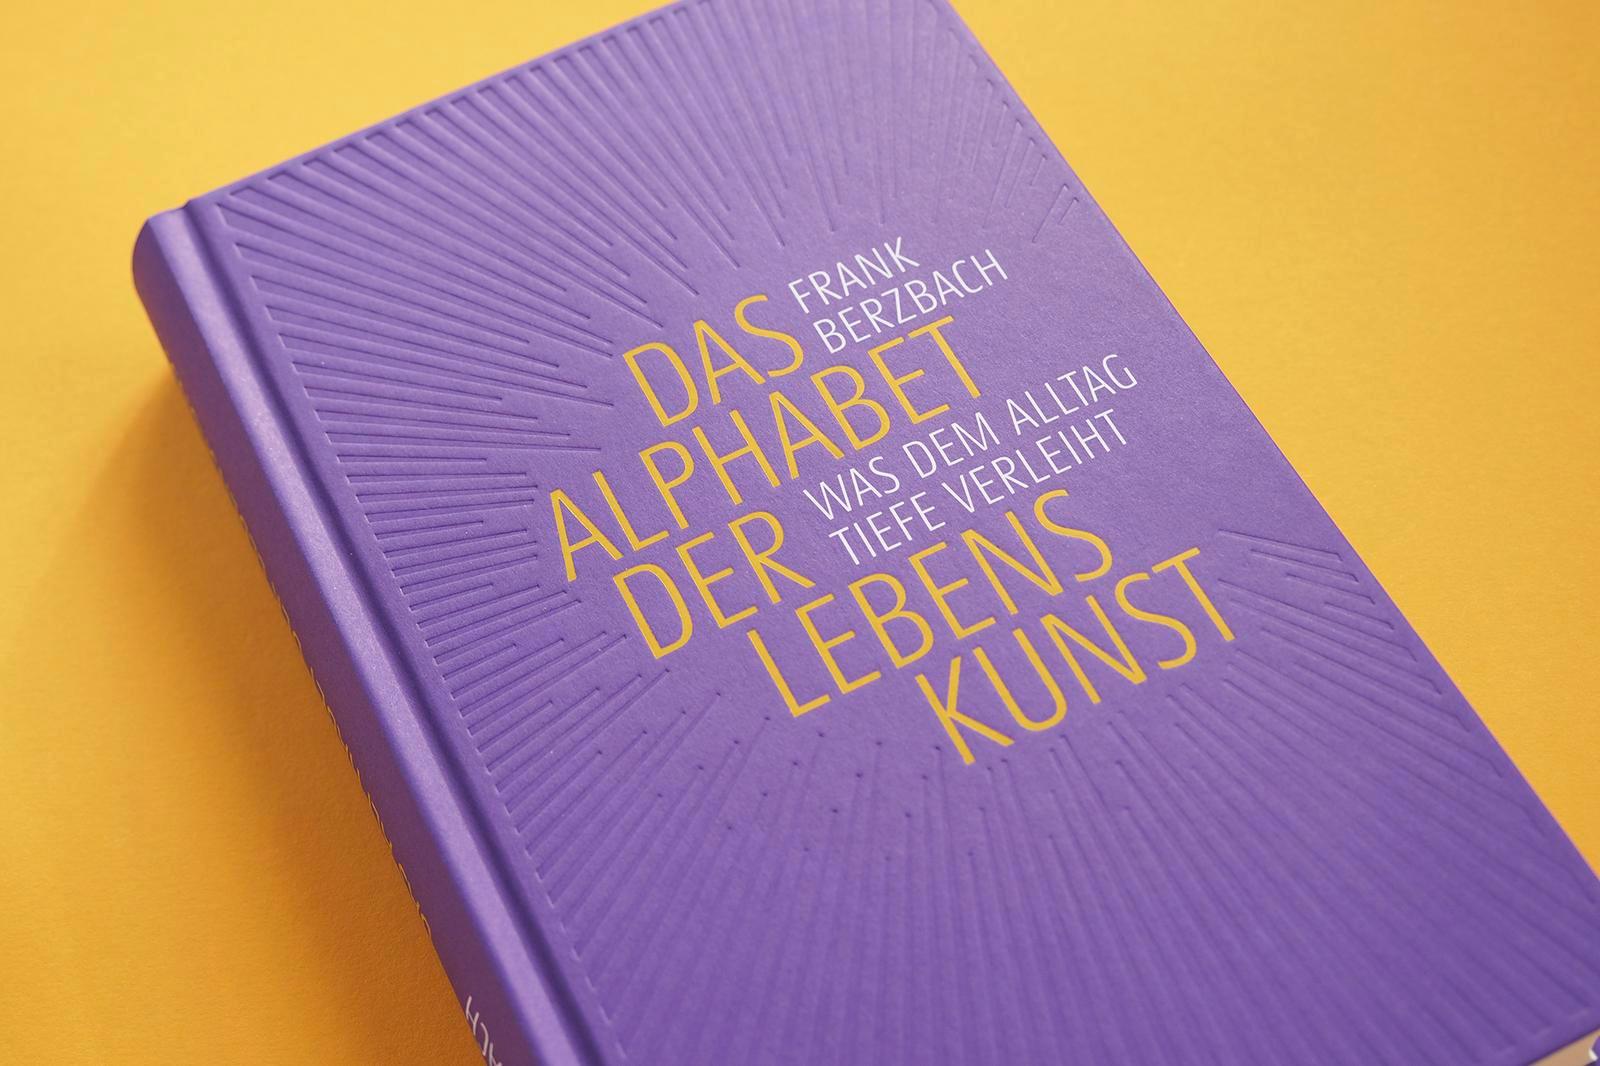 FRANK
BERZBACH
DAS
ALPHABET
WAS DEM ALLTAG
TIEFE VERLEIHT
DER
LEBENS
KUNST